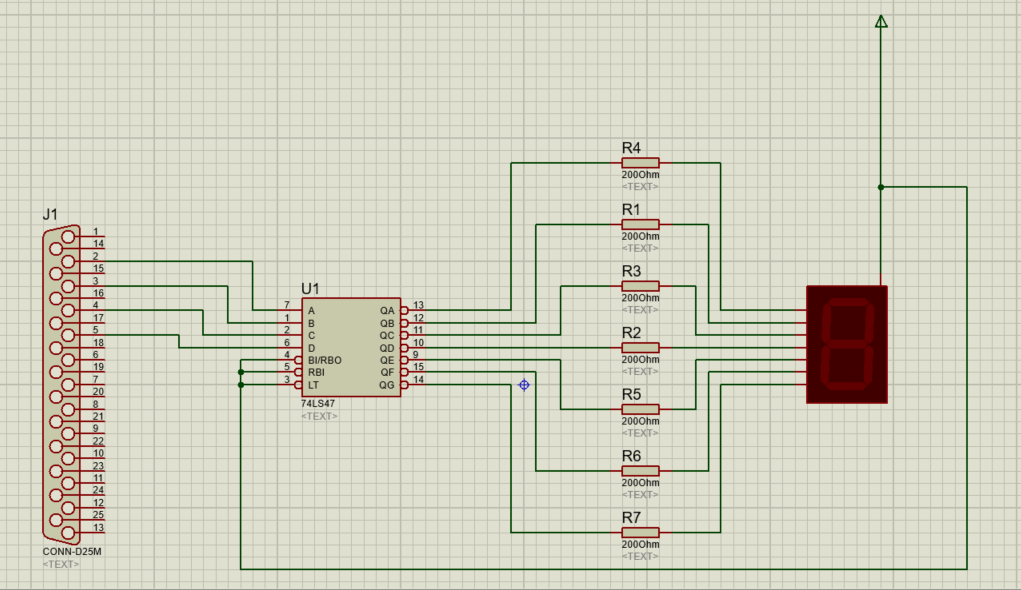 R4
200Ohm
<TEXT>
R1
200Ohm
<TEXT>
J1
1
14
2
15
3
16
4
17
5
18
6
19
7
20
8
21
9
22
10
23
11
24
12
25
13
CONN-D25M
<TEXT>
U1
7 A QA 13
1 B QB 12
2 C QC 11
6 D QD 10
4 BI/RBO QE 9
5 RBI QF 15
3 LT QG 14
74LS47
<TEXT>
R3
200Ohm
<TEXT>
R2
200Ohm
<TEXT>
R5
200Ohm
<TEXT>
R6
200Ohm
<TEXT>
R7
200Ohm
<TEXT>